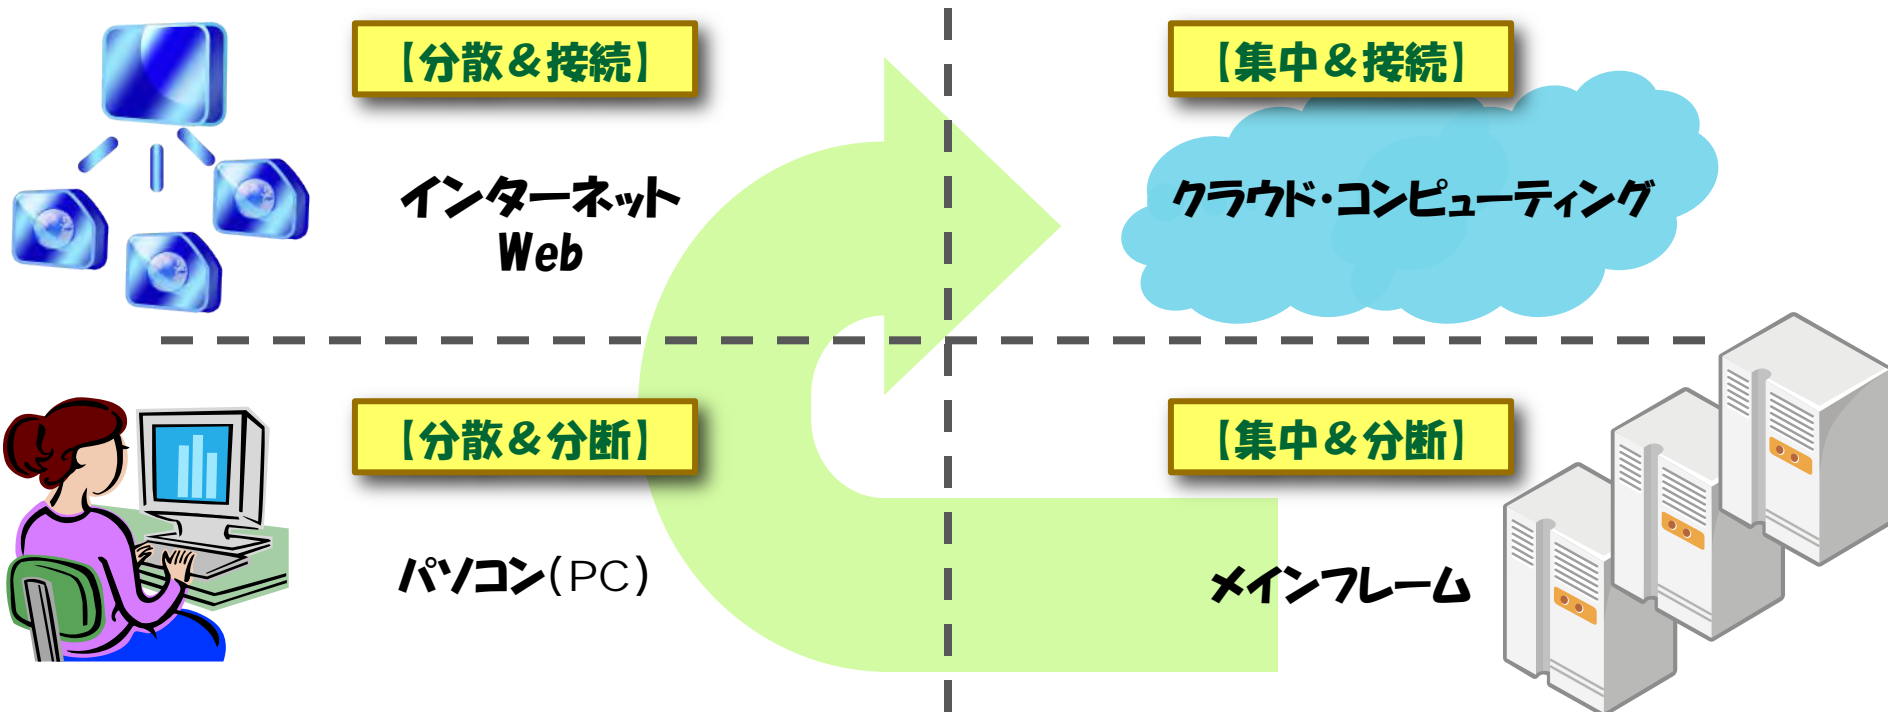 【分散＆接続】
インターネット
Web
【集中＆接続】
クラウド・コンピューティング
【分散＆分断】
パソコン(PC)
【集中＆分断】
メインフレーム